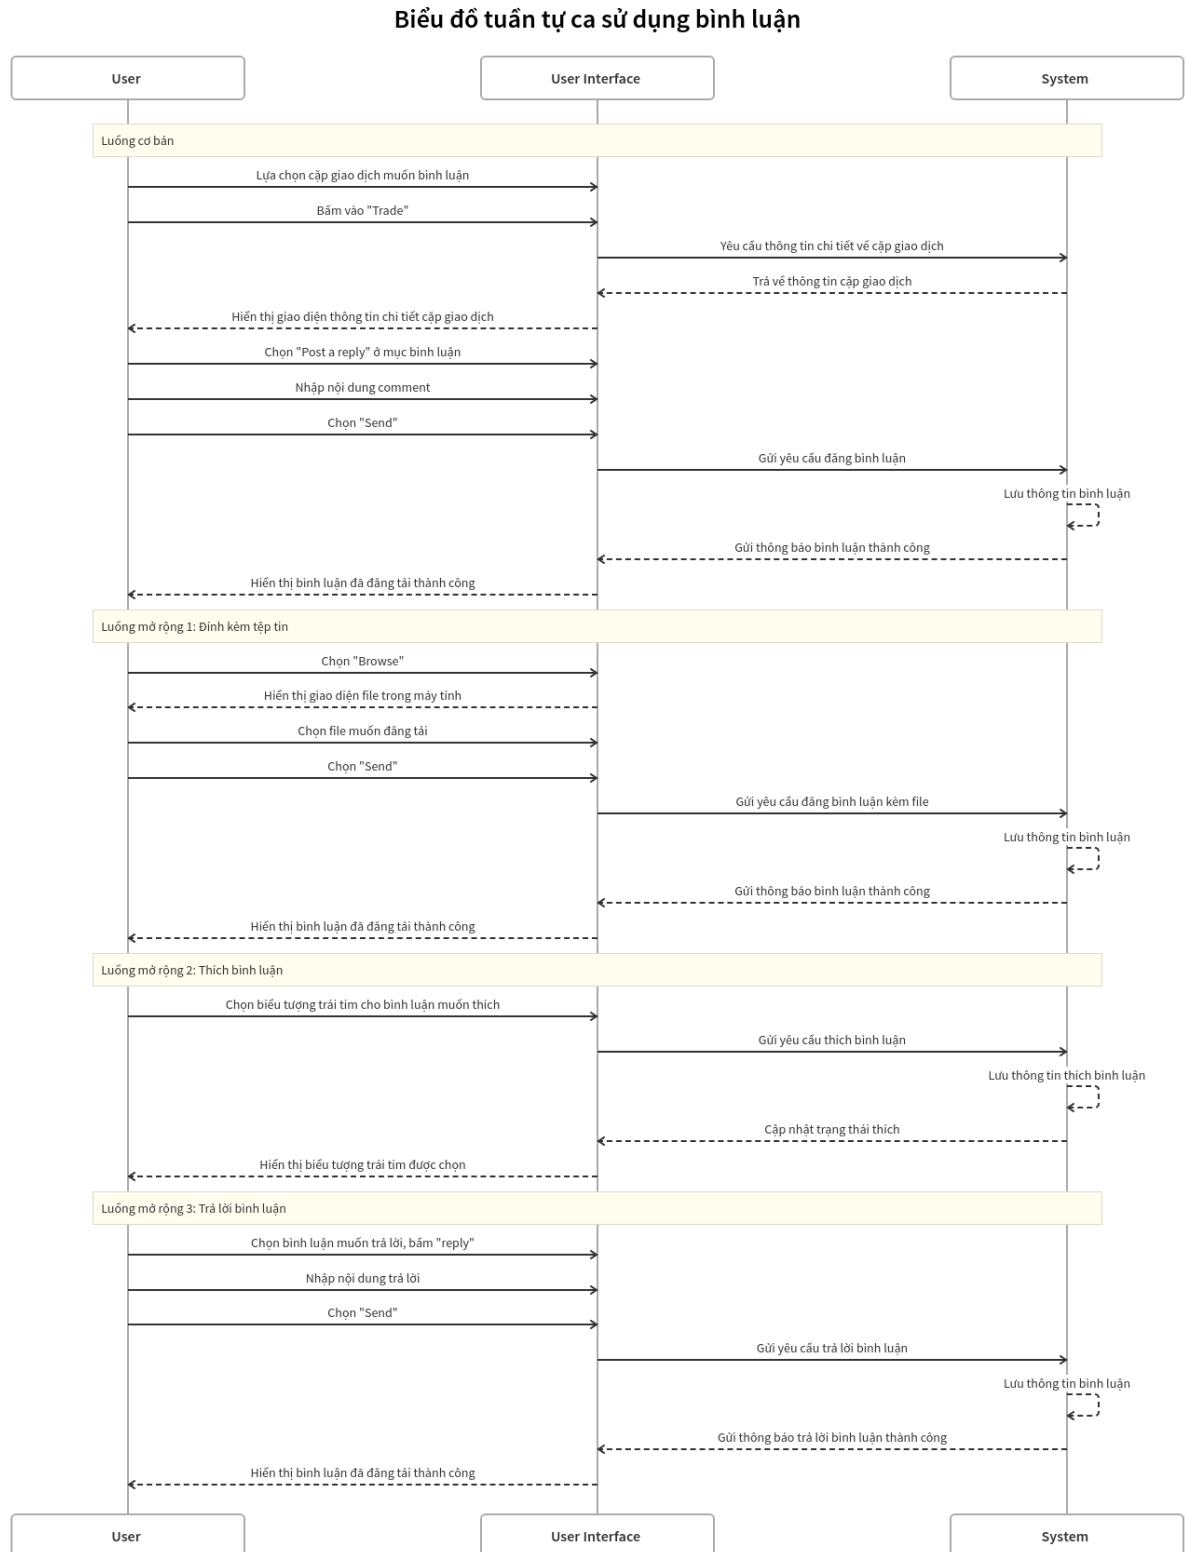 Biểu đồ tuần tự ca sử dụng bình luận
User
User Interface
System
Luồng cơ bản
Lựa chọn cặp giao dịch muốn bình luận
Bấm vào "Trade"
Yêu cầu thông tin chi tiết về cặp giao dịch
Trả về thông tin cặp giao dịch
Hiển thị giao diện thông tin chi tiết cặp giao dịch
Chọn "Post a reply" ở mục bình luận
Nhập nội dung comment
Chọn "Send"
Gửi yêu cầu đăng bình luận
Lưu thông tin bình luận
Gửi thông báo bình luận thành công
Hiển thị bình luận đã đăng tải thành công
Luồng mở rộng 1: Đính kèm tệp tin
Chọn "Browse"
Hiển thị giao diện file trong máy tính
Chọn file muốn đăng tải
Chọn "Send"
Gửi yêu cầu đăng bình luận kèm file
Lưu thông tin bình luận
Gửi thông báo bình luận thành công
Hiển thị bình luận đã đăng tải thành công
Luồng mở rộng 2: Thích bình luận
Chọn biểu tượng trái tim cho bình luận muốn thích
Gửi yêu cầu thích bình luận
Lưu thông tin thích bình luận
Cập nhật trạng thái thích
Hiển thị biểu tượng trái tim được chọn
Luồng mở rộng 3: Trả lời bình luận
Chọn bình luận muốn trả lời, bấm "reply"
Nhập nội dung trả lời
Chọn "Send"
Gửi yêu cầu trả lời bình luận
Lưu thông tin bình luận
Gửi thông báo trả lời bình luận thành công
Hiển thị bình luận đã đăng tải thành công
User
User Interface
System